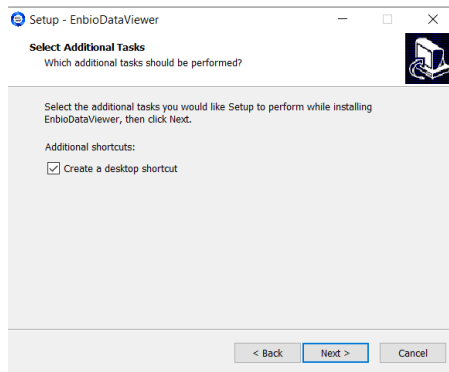 Setup - EnbioDataViewer
Select Additional Tasks
Which additional tasks should be performed?
Select the additional tasks you would like Setup to perform while installing
EnbioDataViewer, then click Next.
Additional shortcuts:
Create a desktop shortcut
< Back
Next >
Cancel